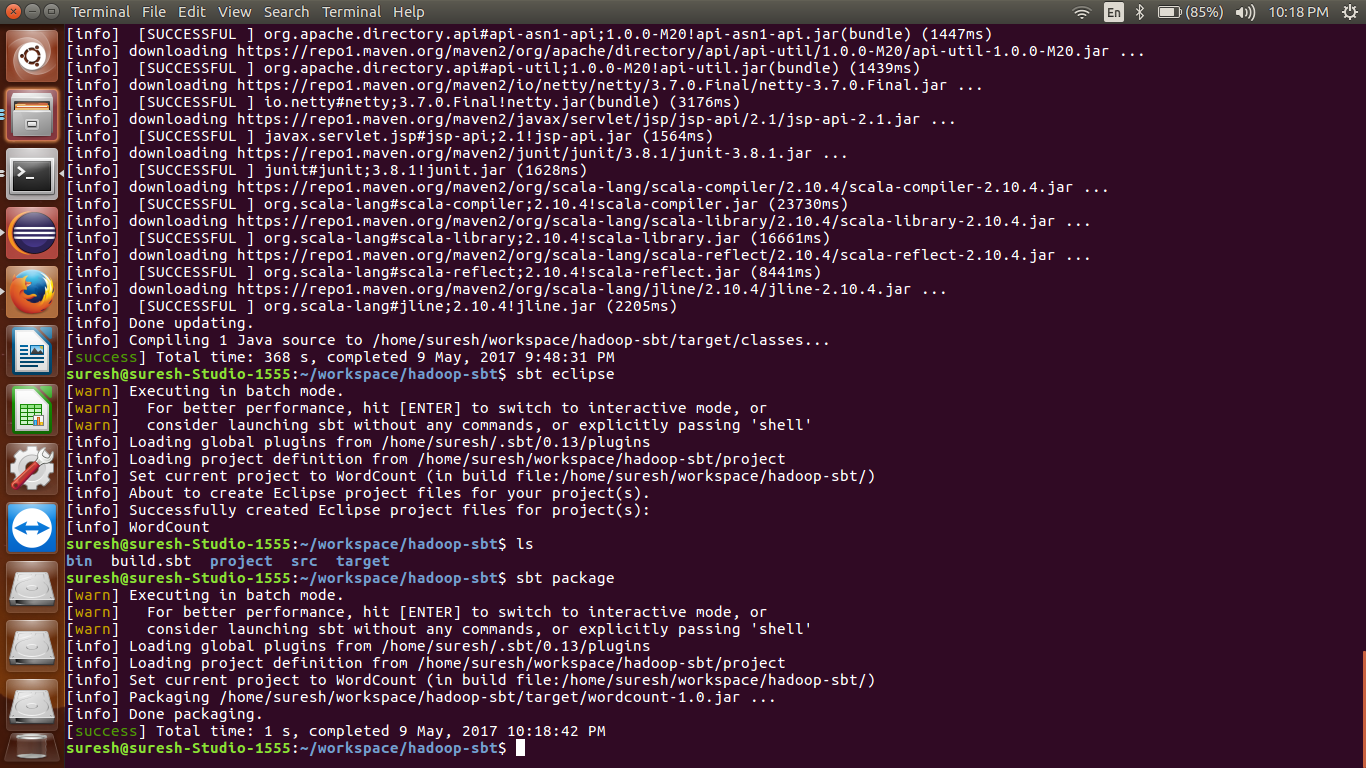 Terminal File Edit View Search Terminal Help En (85%) 10:18 PM
[info]  [SUCCESSFUL ] org.apache.directory.api#api-asn1-api;1.0.0-M20!api-asn1-api.jar(bundle) (1447ms)
[info] downloading https://repo1.maven.org/maven2/org/apache/directory/api/api-util/1.0.0-M20/api-util-1.0.0-M20.jar ...
[info]  [SUCCESSFUL ] org.apache.directory.api#api-util;1.0.0-M20!api-util.jar(bundle) (1439ms)
[info] downloading https://repo1.maven.org/maven2/io/netty/netty/3.7.0.Final/netty-3.7.0.Final.jar ...
[info]  [SUCCESSFUL ] io.netty#netty;3.7.0.Final!netty.jar(bundle) (3176ms)
[info] downloading https://repo1.maven.org/maven2/javax/servlet/jsp/jsp-api/2.1/jsp-api-2.1.jar ...
[info]  [SUCCESSFUL ] javax.servlet.jsp#jsp-api;2.1!jsp-api.jar (1564ms)
[info] downloading https://repo1.maven.org/maven2/junit/junit/3.8.1/junit-3.8.1.jar ...
[info]  [SUCCESSFUL ] junit#junit;3.8.1!junit.jar (1628ms)
[info] downloading https://repo1.maven.org/maven2/org/scala-lang/scala-compiler/2.10.4/scala-compiler-2.10.4.jar ...
[info]  [SUCCESSFUL ] org.scala-lang#scala-compiler;2.10.4!scala-compiler.jar (23730ms)
[info] downloading https://repo1.maven.org/maven2/org/scala-lang/scala-library/2.10.4/scala-library-2.10.4.jar ...
[info]  [SUCCESSFUL ] org.scala-lang#scala-library;2.10.4!scala-library.jar (16661ms)
[info] downloading https://repo1.maven.org/maven2/org/scala-lang/scala-reflect/2.10.4/scala-reflect-2.10.4.jar ...
[info]  [SUCCESSFUL ] org.scala-lang#scala-reflect;2.10.4!scala-reflect.jar (8441ms)
[info] downloading https://repo1.maven.org/maven2/org/scala-lang/jline/2.10.4/jline-2.10.4.jar ...
[info]  [SUCCESSFUL ] org.scala-lang#jline;2.10.4!jline.jar (2205ms)
[info] Done updating.
[info] Compiling 1 Java source to /home/suresh/workspace/hadoop-sbt/target/classes...
[success] Total time: 368 s, completed 9 May, 2017 9:48:31 PM
suresh@suresh-Studio-1555:~/workspace/hadoop-sbt$ sbt eclipse
[warn] Executing in batch mode.
[warn]   For better performance, hit [ENTER] to switch to interactive mode, or
[warn]   consider launching sbt without any commands, or explicitly passing 'shell'
[info] Loading global plugins from /home/suresh/.sbt/0.13/plugins
[info] Loading project definition from /home/suresh/workspace/hadoop-sbt/project
[info] Set current project to WordCount (in build file:/home/suresh/workspace/hadoop-sbt/)
[info] About to create Eclipse project files for your project(s).
[info] Successfully created Eclipse project files for project(s):
[info] WordCount
suresh@suresh-Studio-1555:~/workspace/hadoop-sbt$ ls
bin  build.sbt  project  src  target
suresh@suresh-Studio-1555:~/workspace/hadoop-sbt$ sbt package
[warn] Executing in batch mode.
[warn]   For better performance, hit [ENTER] to switch to interactive mode, or
[warn]   consider launching sbt without any commands, or explicitly passing 'shell'
[info] Loading global plugins from /home/suresh/.sbt/0.13/plugins
[info] Loading project definition from /home/suresh/workspace/hadoop-sbt/project
[info] Set current project to WordCount (in build file:/home/suresh/workspace/hadoop-sbt/)
[info] Packaging /home/suresh/workspace/hadoop-sbt/target/wordcount-1.0.jar ...
[info] Done packaging.
[success] Total time: 1 s, completed 9 May, 2017 10:18:42 PM
suresh@suresh-Studio-1555:~/workspace/hadoop-sbt$